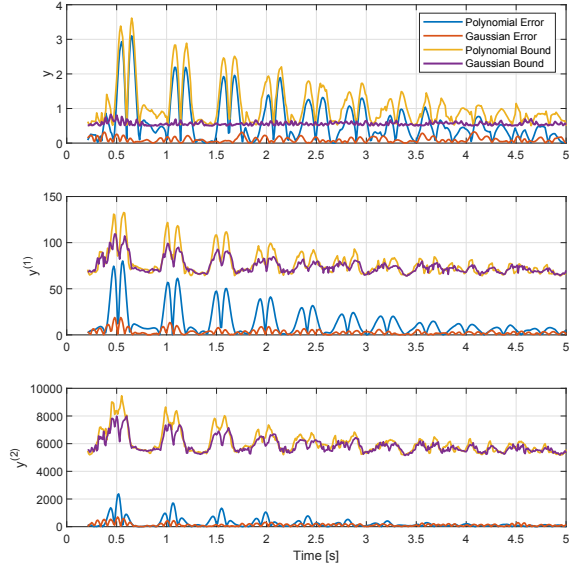 4
3
2
1
0
y
Polynomial Error
Gaussian Error
Polynomial Bound
Gaussian Bound
0 0.5 1 1.5 2 2.5 3 3.5 4 4.5 5
150
100
50
0
y(1)
0 0.5 1 1.5 2 2.5 3 3.5 4 4.5 5
10000
8000
6000
4000
2000
0
y(2)
0 0.5 1 1.5 2 2.5 3 3.5 4 4.5 5
Time [s]